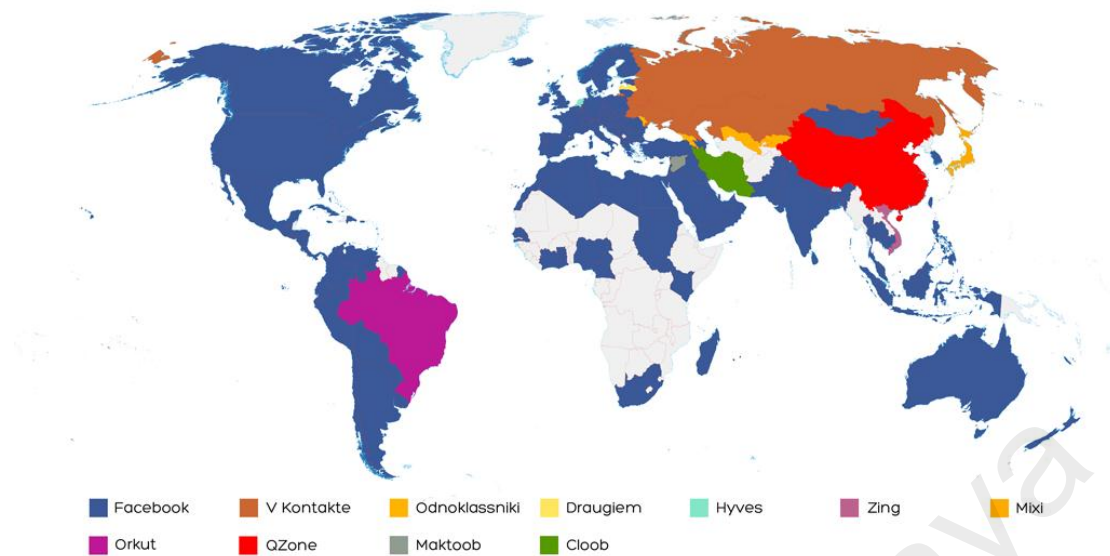 Facebook V Kontakte Odnoklassniki Draugiem Hyves Zing Mixi
Orkut QZone Maktoob Cloob